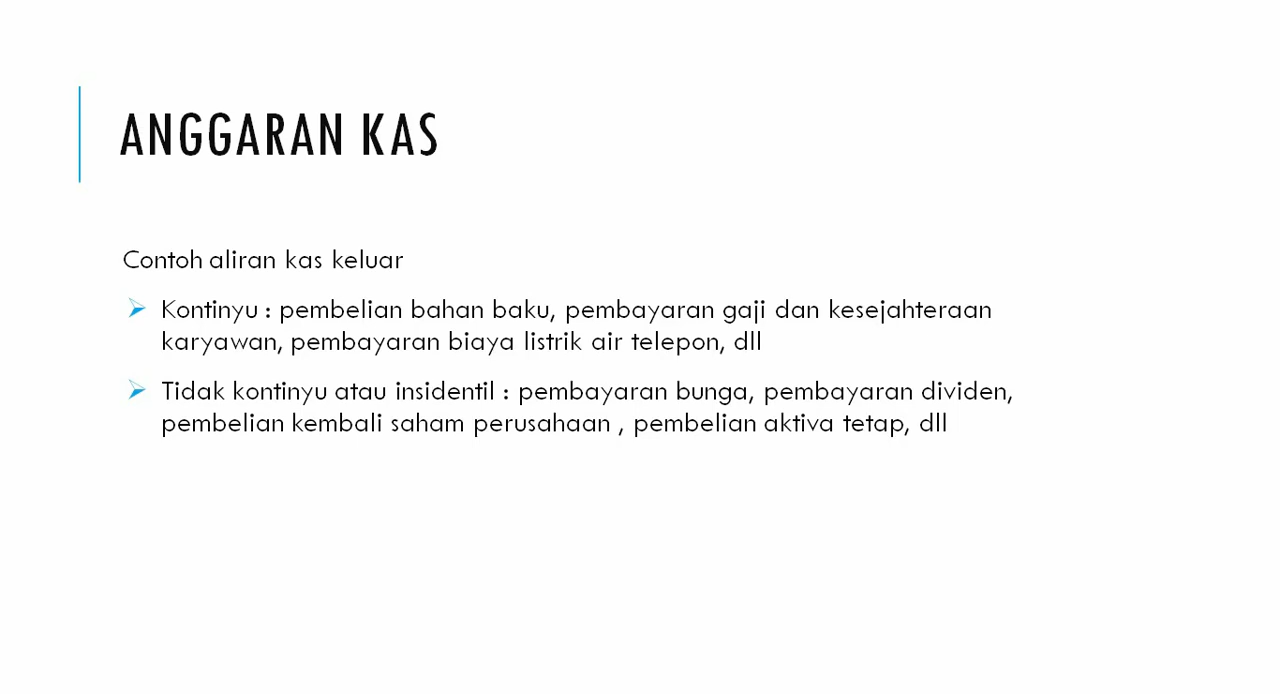 ANGGARAN KAS
Contoh aliran kas keluar
Kontinyu : pembelian bahan baku, pembayaran gaji dan kesejahteraan
karyawan, pembayaran biaya listrik air telepon, dll
Tidak kontinyu atau insidentil : pembayaran bunga, pembayaran dividen,
pembelian kembali saham perusahaan , pembelian aktiva tetap, dll